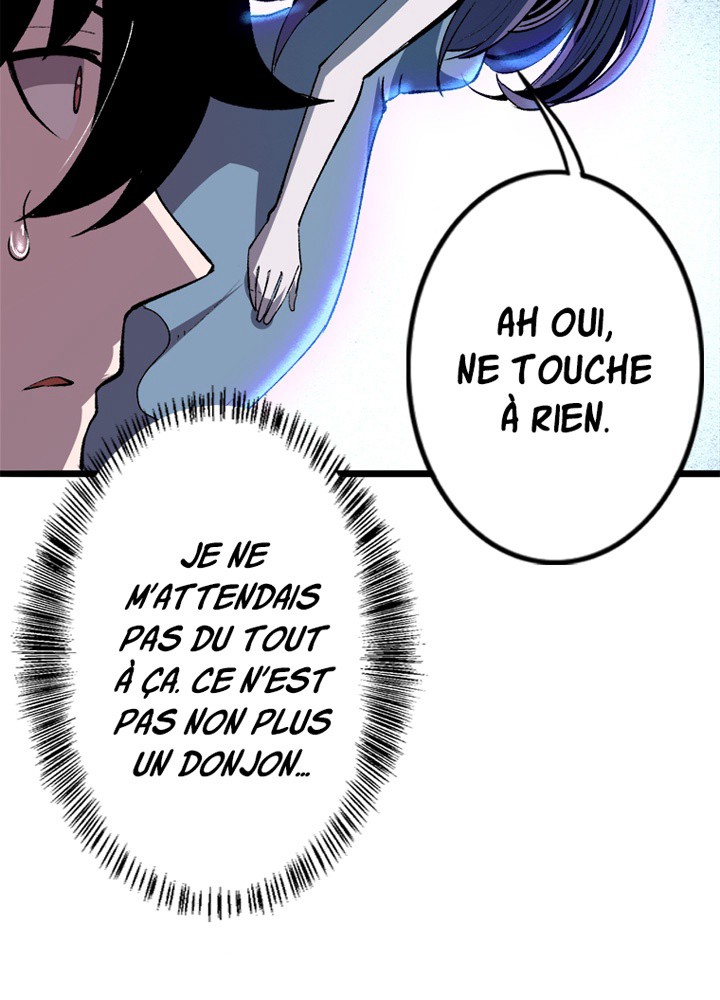 AH OUI,
NE TOUCHE
À RIEN.
JE NE
M'ATTENDAIS
PAS DU TOUT
À ÇA. CE N'EST
PAS NON PLUS
UN DONJON...